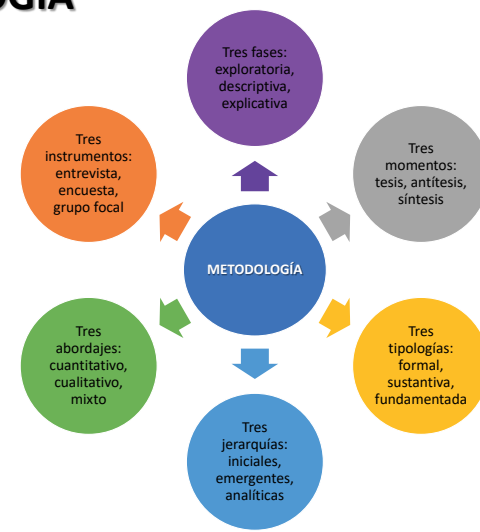 Tres fases:
exploratoria,
descriptiva,
explicativa
Tres
instrumentos:
entrevista,
encuesta,
grupo focal
Tres
momentos:
tesis, antítesis,
síntesis
METODOLOGÍA
Tres
abordajes:
cuantitativo,
cualitativo,
mixto
Tres
tipologías:
formal,
sustantiva,
fundamentada
Tres
jerarquías:
iniciales,
emergentes,
analíticas